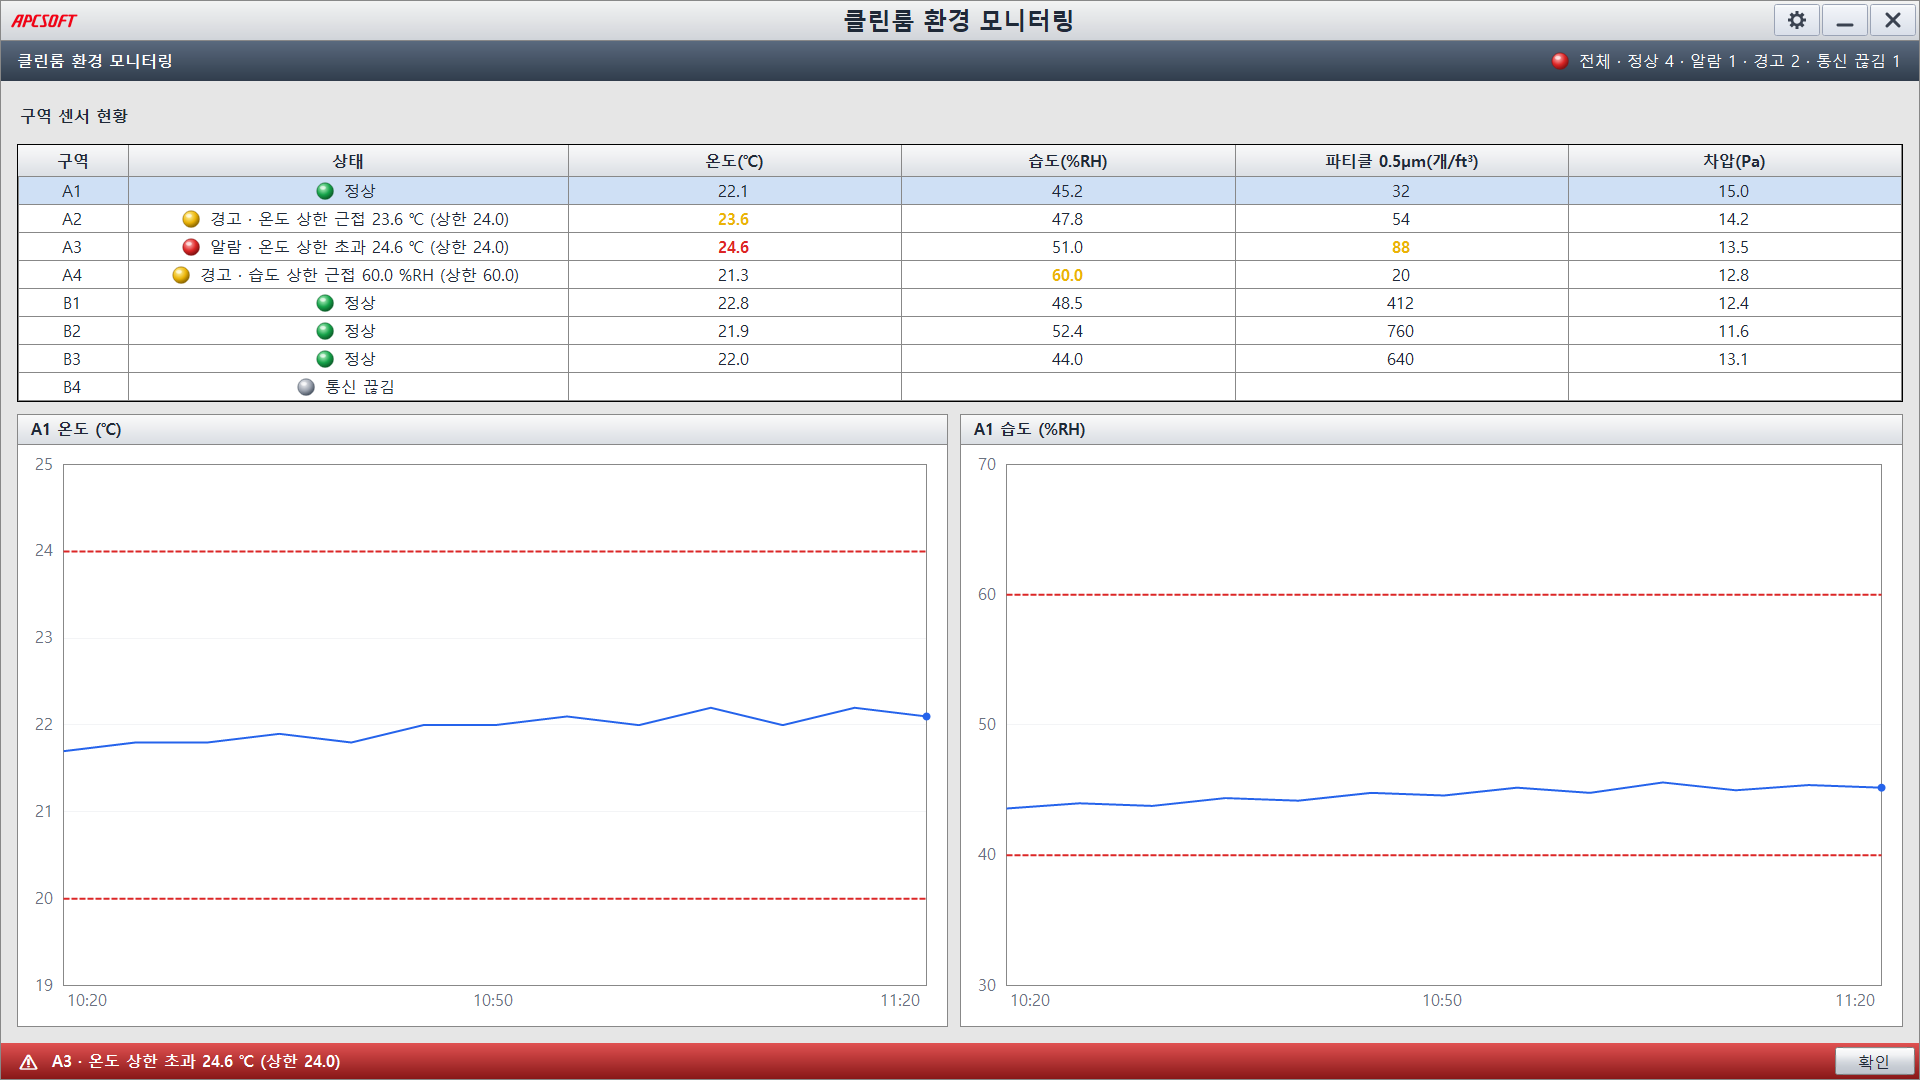 APCSOFT
클린룸 환경 모니터링
클린룸 환경 모니터링
전체 · 정상 4 · 알람 1 · 경고 2 · 통신 끊김 1
구역 센서 현황
구역 상태 온도(℃) 습도(%RH) 파티클 0.5µm(개/ft³) 차압(Pa)
A1 정상 22.1 45.2 32 15.0
A2 경고 · 온도 상한 근접 23.6 ℃ (상한 24.0) 23.6 47.8 54 14.2
A3 알람 · 온도 상한 초과 24.6 ℃ (상한 24.0) 24.6 51.0 88 13.5
A4 경고 · 습도 상한 근접 60.0 %RH (상한 60.0) 21.3 60.0 20 12.8
B1 정상 22.8 48.5 412 12.4
B2 정상 21.9 52.4 760 11.6
B3 정상 22.0 44.0 640 13.1
B4 통신 끊김
A1 온도 (℃)
25
24
23
22
21
20
19
10:20 10:50 11:20
A1 습도 (%RH)
70
60
50
40
30
10:20 10:50 11:20
A3 · 온도 상한 초과 24.6 ℃ (상한 24.0)
확인